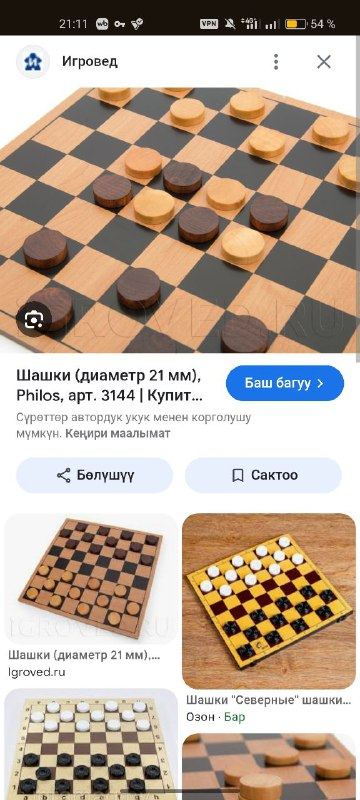 21:11
wb
VPN
4G
54 %
Игровед
IGROVED.RU
Шашки (диаметр 21 мм),
Philos, арт. 3144 | Купит...
Баш багуу
Сүрөттөр автордук укук менен корголушу
мүмкүн. Кеңири маалымат
Бөлүшүү
Сактоо
IGROVED.RU
Шашки (диаметр 21 мм),...
Igroved.ru
Шашки "Северные" шашки...
Озон · Бар